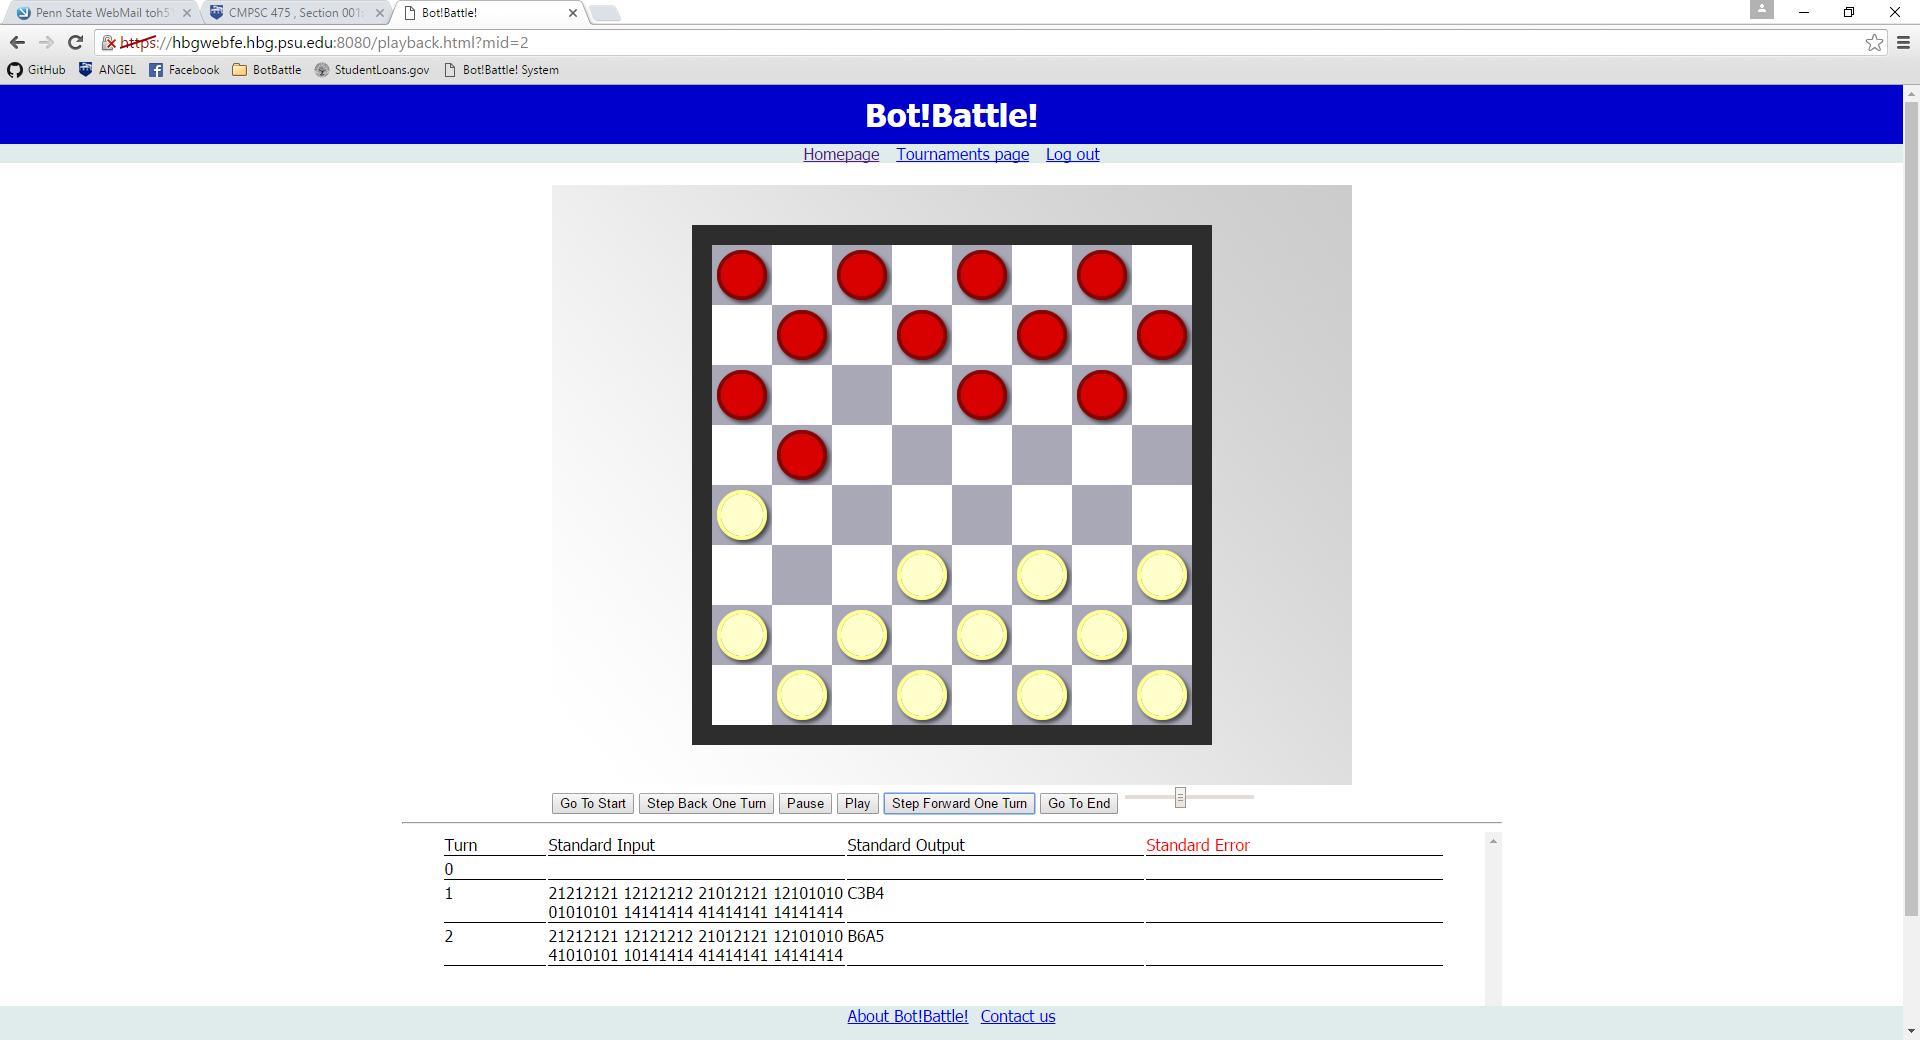 Penn State WebMail toh5
CMPSC 475 , Section 001:
Bot!Battle!
https://hbgwebfe.hbg.psu.edu:8080/playback.html?mid=2
GitHub ANGEL Facebook BotBattle StudentLoans.gov Bot!Battle! System
Bot!Battle!
Homepage Tournaments page Log out
Go To Start Step Back One Turn Pause Play Step Forward One Turn Go To End
Turn Standard Input Standard Output Standard Error
0
1 21212121 12121212 21012121 12101010 C3B4
01010101 14141414 41414141 14141414
2 21212121 12121212 21012121 12101010 B6A5
41010101 10141414 41414141 14141414
About Bot!Battle! Contact us